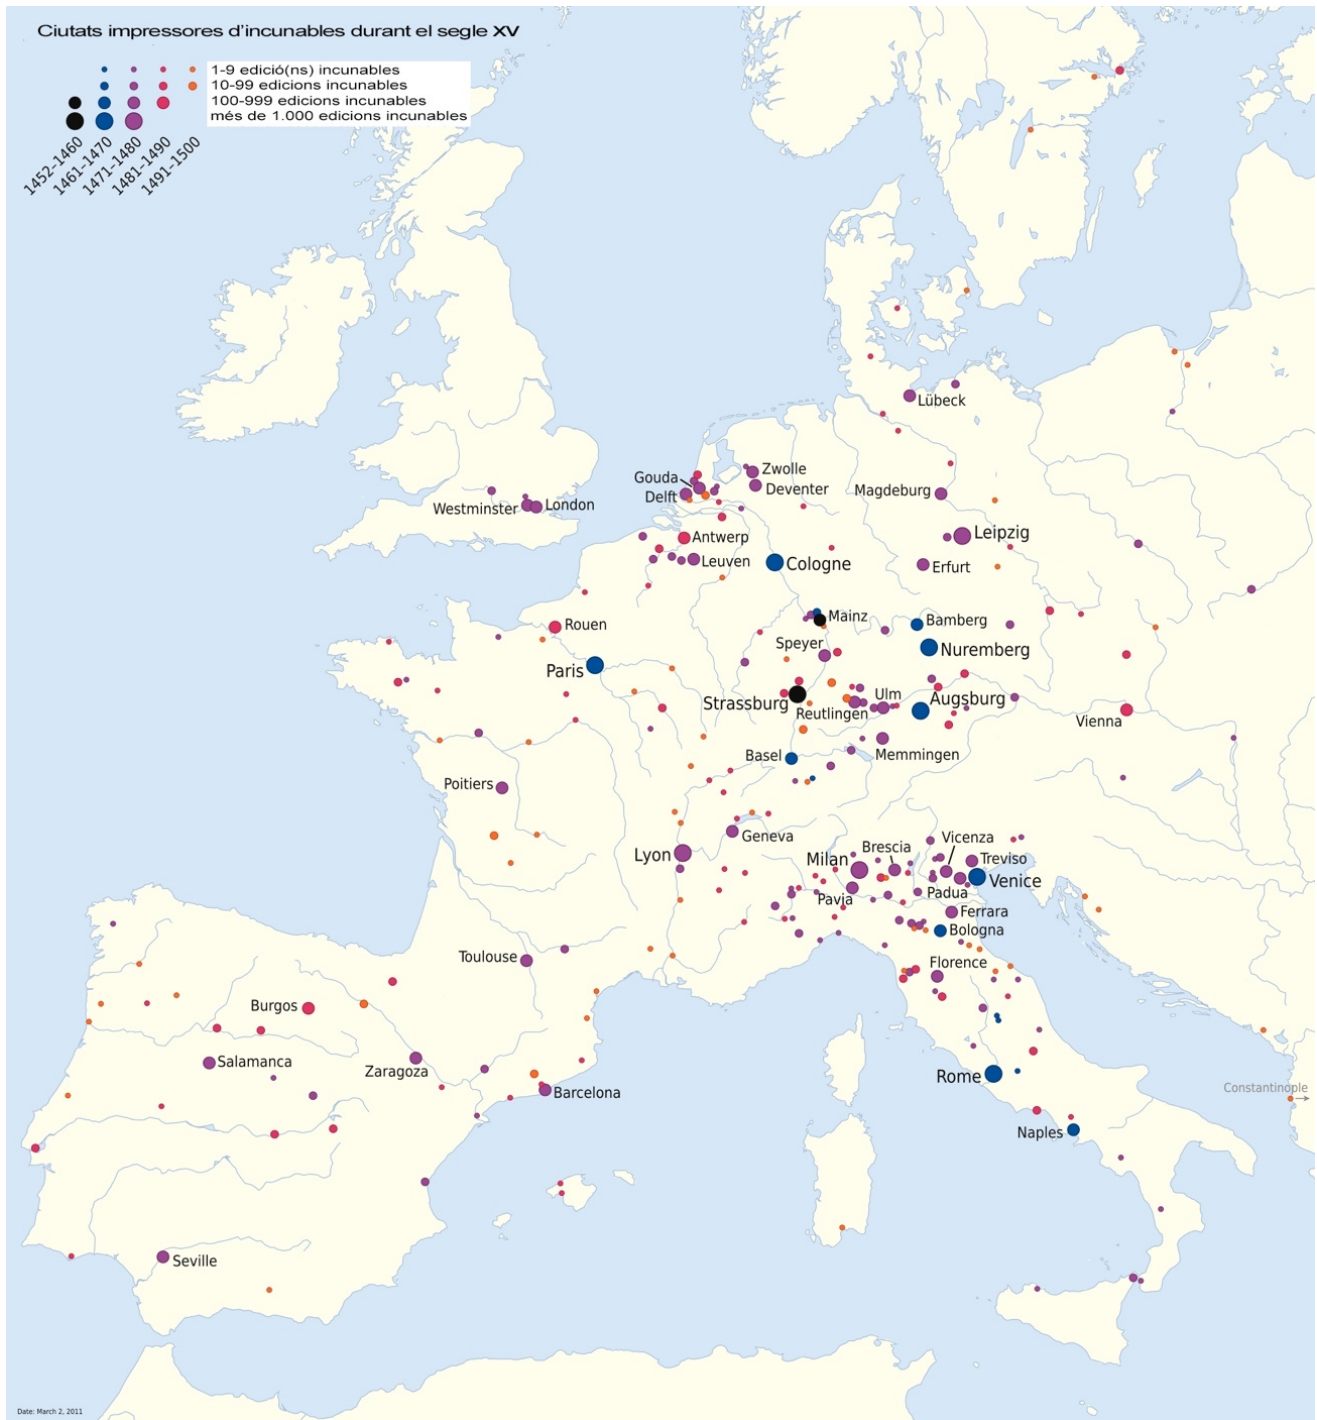 Ciutats impressores d'incunables durant el segle XV
1-9 edició(ns) incunables
10-99 edicions incunables
100-999 edicions incunables
més de 1.000 edicions incunables
1452-1460
1461-1470
1471-1480
1481-1490
1491-1500
Lübeck
Zwolle
Gouda
Deventer
Delft
Magdeburg
Westminster
London
Leipzig
Antwerp
Leuven
Cologne
Erfurt
Mainz
Rouen
Bamberg
Speyer
Nuremberg
Paris
Ulm
Strassburg
Augsburg
Reutlingen
Vienna
Basel
Memmingen
Poitiers
Geneva
Vicenza
Brescia
Lyon
Milan
Treviso
Venice
Pavia
Padua
Ferrara
Bologna
Toulouse
Florence
Burgos
Salamanca
Zaragoza
Rome
Constantinople
Barcelona
Naples
Seville
Date: March 2, 2011